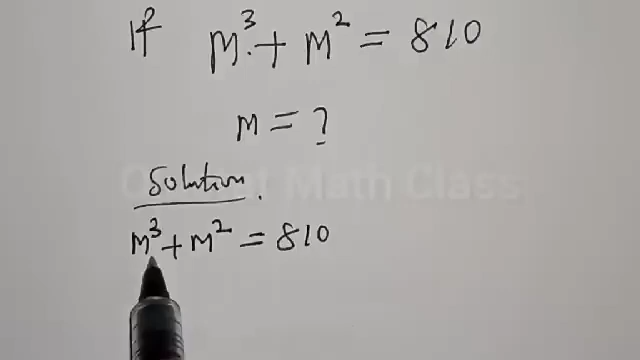 If m³ + m² = 810
m = ?
Solution.
m³ + m² = 810